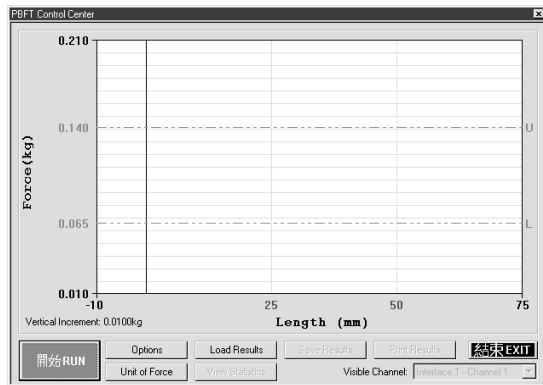 PBFT Control Center
0.210
0.140
U
Force(kg)
0.065
L
0.010
-10
25
50
75
Vertical Increment: 0.0100kg
Length (mm)
開始RUN
Options
Load Results
Save Results
Print Results
結束EXIT
Unit of Force
View Statistics
Visible Channel:
Interface 1 - Channel 1